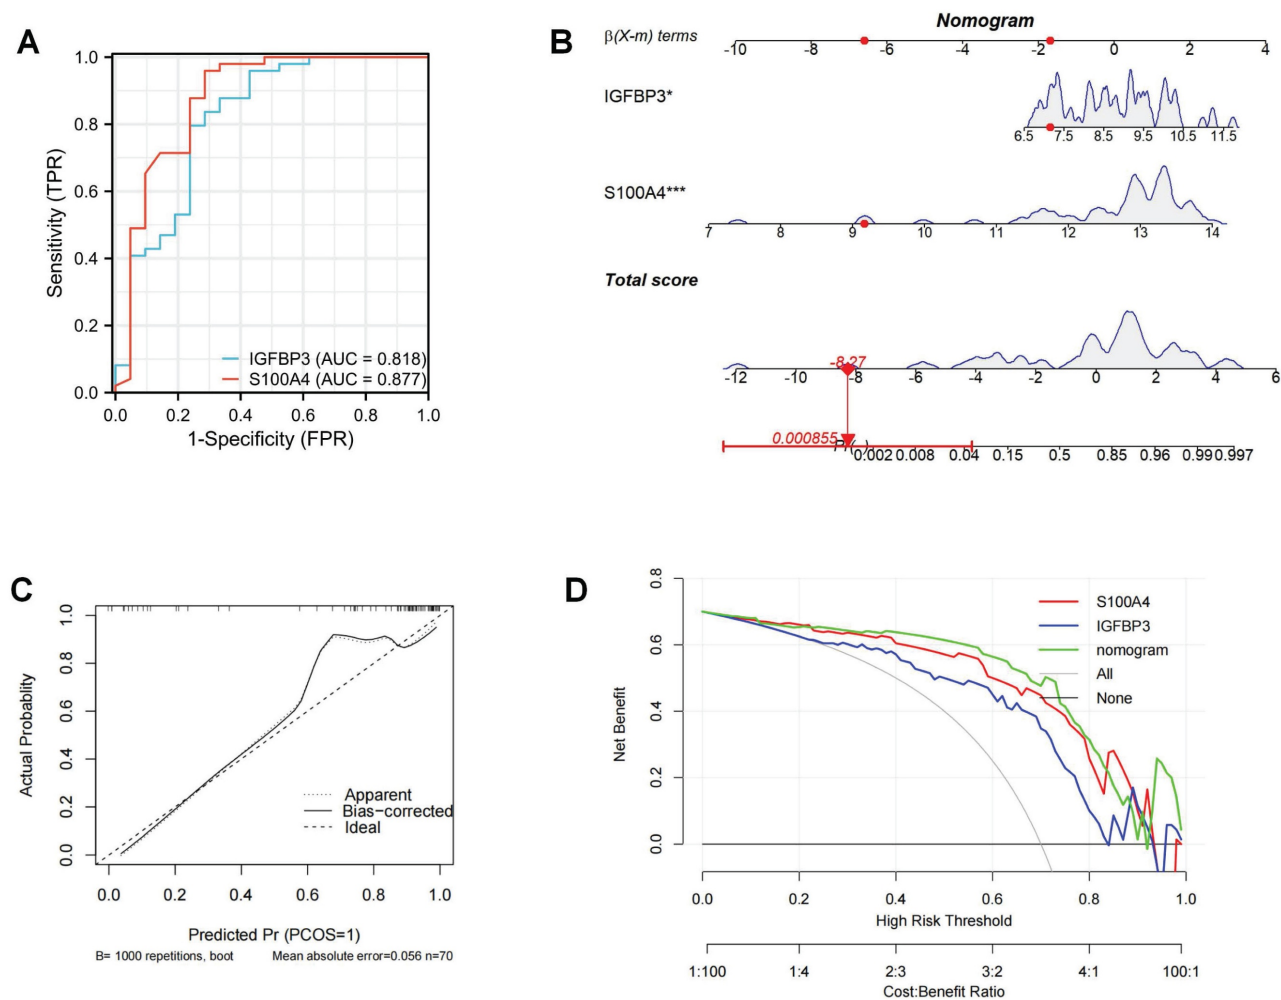 A
1.0
0.8
0.6
0.4
0.2
0.0
Sensitivity (TPR)
IGFBP3 (AUC = 0.818)
S100A4 (AUC = 0.877)
0.0 0.2 0.4 0.6 0.8 1.0
1-Specificity (FPR)
B
Nomogram
β(X-m) terms
-10 -8 -6 -4 -2 0 2 4
IGFBP3*
6.5 7.5 8.5 9.5 10.5 11.5
S100A4***
7 8 9 10 11 12 13 14
Total score
-8.27
-12 -10 -8 -6 -4 -2 0 2 4 6
0.000855
0.002 0.008 0.04 0.15 0.5 0.85 0.96 0.99 0.997
C
1.0
0.8
0.6
0.4
0.2
0.0
Actual Probablity
Apparent
Bias-corrected
Ideal
0.0 0.2 0.4 0.6 0.8 1.0
Predicted Pr (PCOS=1)
B= 1000 repetitions, boot Mean absolute error=0.056 n=70
D
0.8
0.6
0.4
0.2
0.0
Net Benefit
S100A4
IGFBP3
nomogram
All
None
0.0 0.2 0.4 0.6 0.8 1.0
High Risk Threshold
1:100 1:4 2:3 3:2 4:1 100:1
Cost:Benefit Ratio